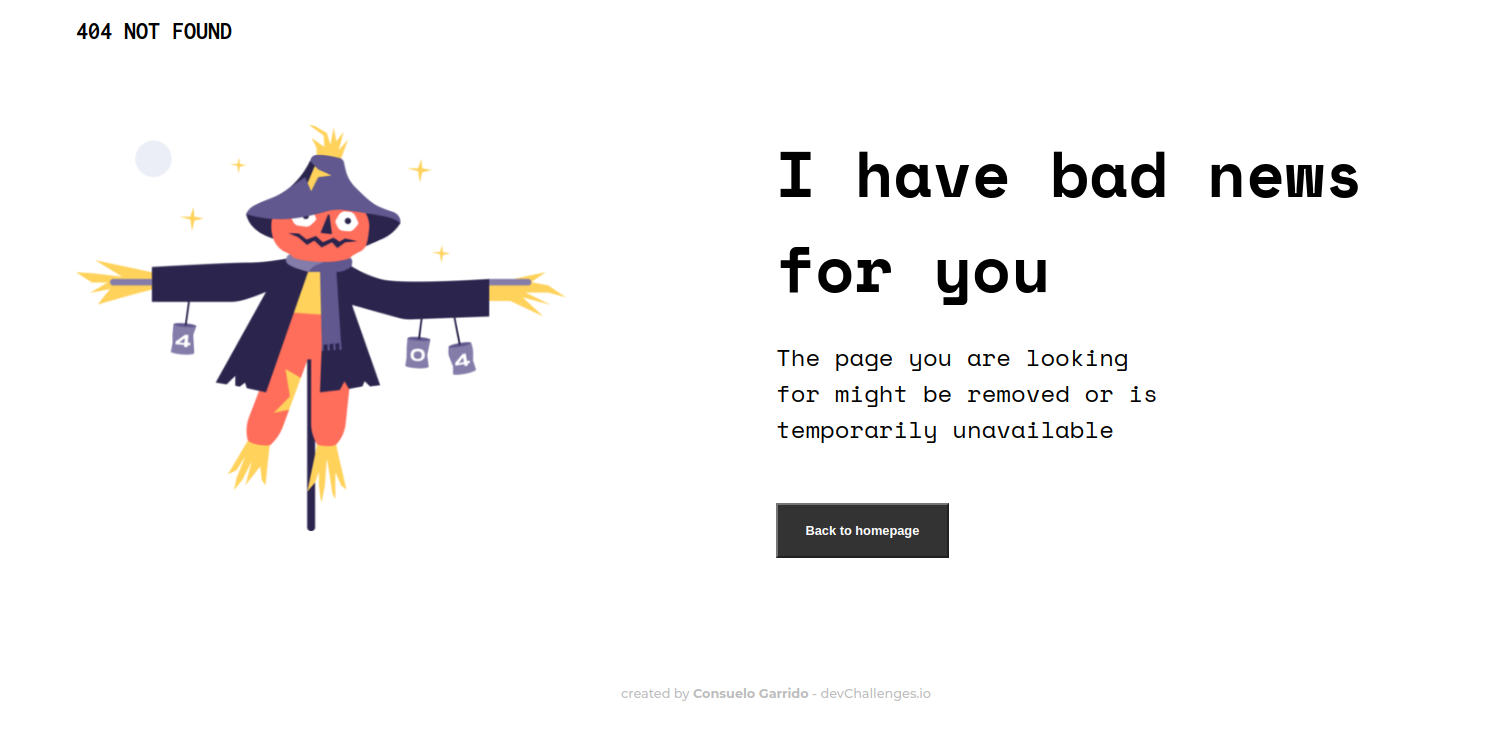 404 NOT FOUND
I have bad news
for you
4
0
4
The page you are looking
for might be removed or is
temporarily unavailable
Back to homepage
created by Consuelo Garrido - devChallenges.io